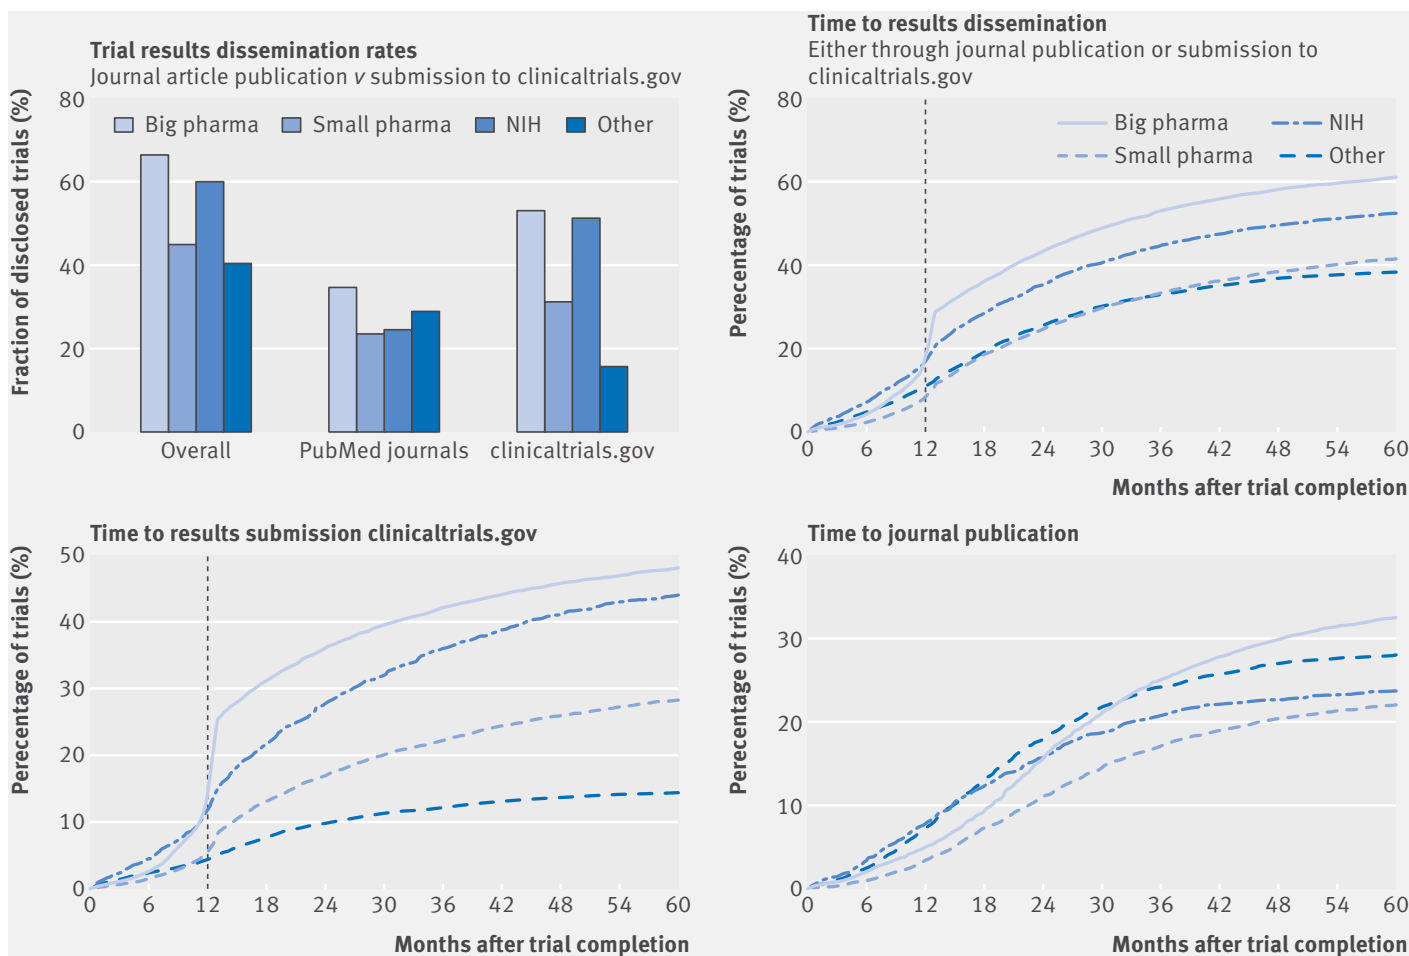 Trial results dissemination rates
Journal article publication v submission to clinicaltrials.gov
Fraction of disclosed trials (%)
80
60
40
20
0
Big pharma
Small pharma
NIH
Other
Overall
PubMed journals
clinicaltrials.gov
Time to results dissemination
Either through journal publication or submission to
clinicaltrials.gov
Perecentage of trials (%)
80
60
40
20
0
Big pharma
NIH
Small pharma
Other
0 6 12 18 24 30 36 42 48 54 60
Months after trial completion
Time to results submission clinicaltrials.gov
Perecentage of trials (%)
50
40
30
20
10
0
0 6 12 18 24 30 36 42 48 54 60
Months after trial completion
Time to journal publication
Perecentage of trials (%)
40
30
20
10
0
0 6 12 18 24 30 36 42 48 54 60
Months after trial completion